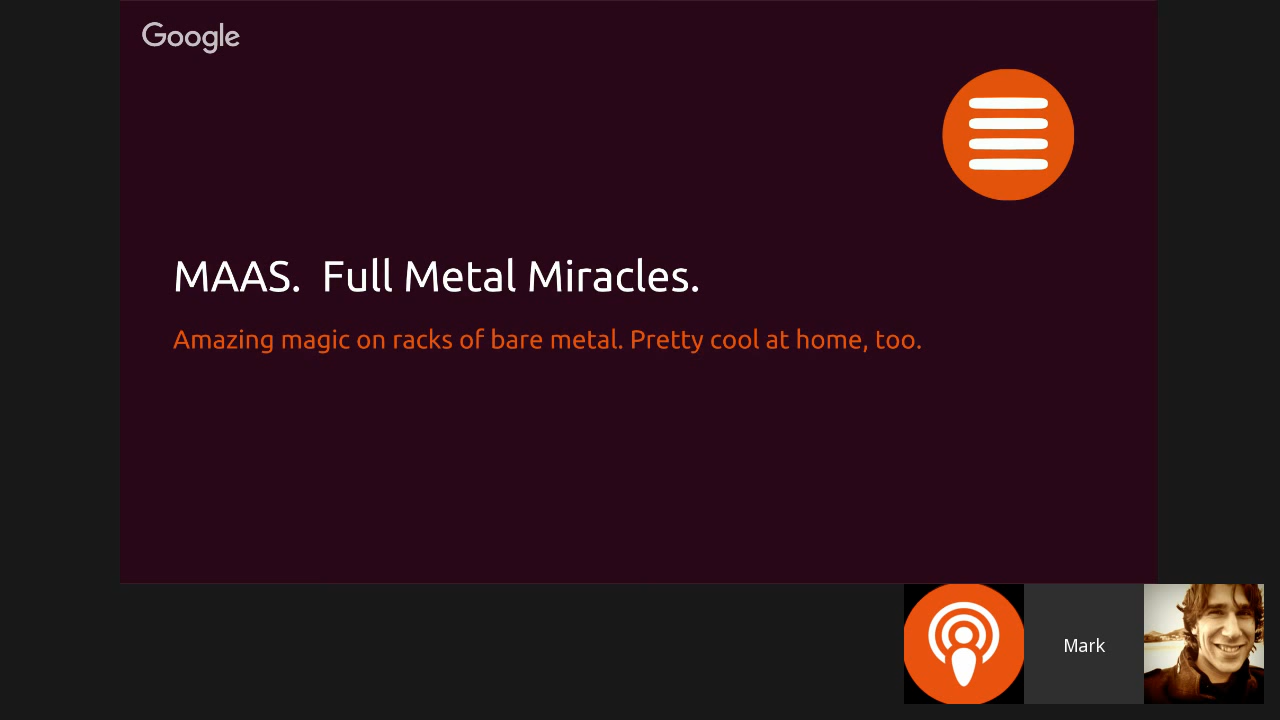 Google
MAAS.  Full Metal Miracles.
Amazing magic on racks of bare metal. Pretty cool at home, too.
Mark